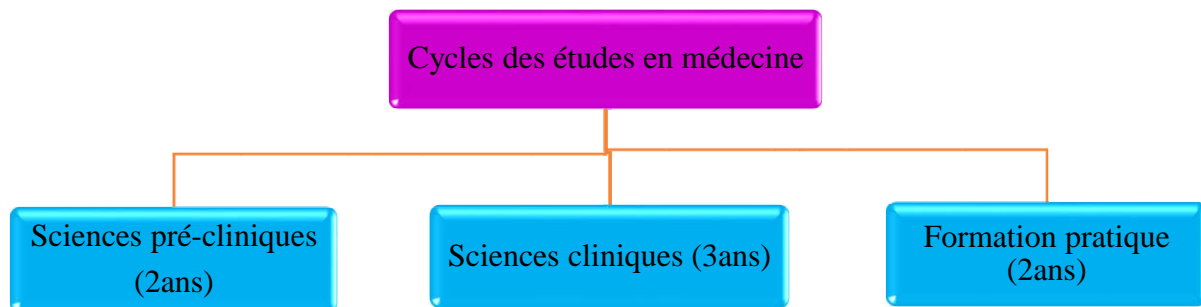 Cycles des études en médecine
Sciences pré-cliniques
(2ans)
Sciences cliniques (3ans)
Formation pratique
(2ans)